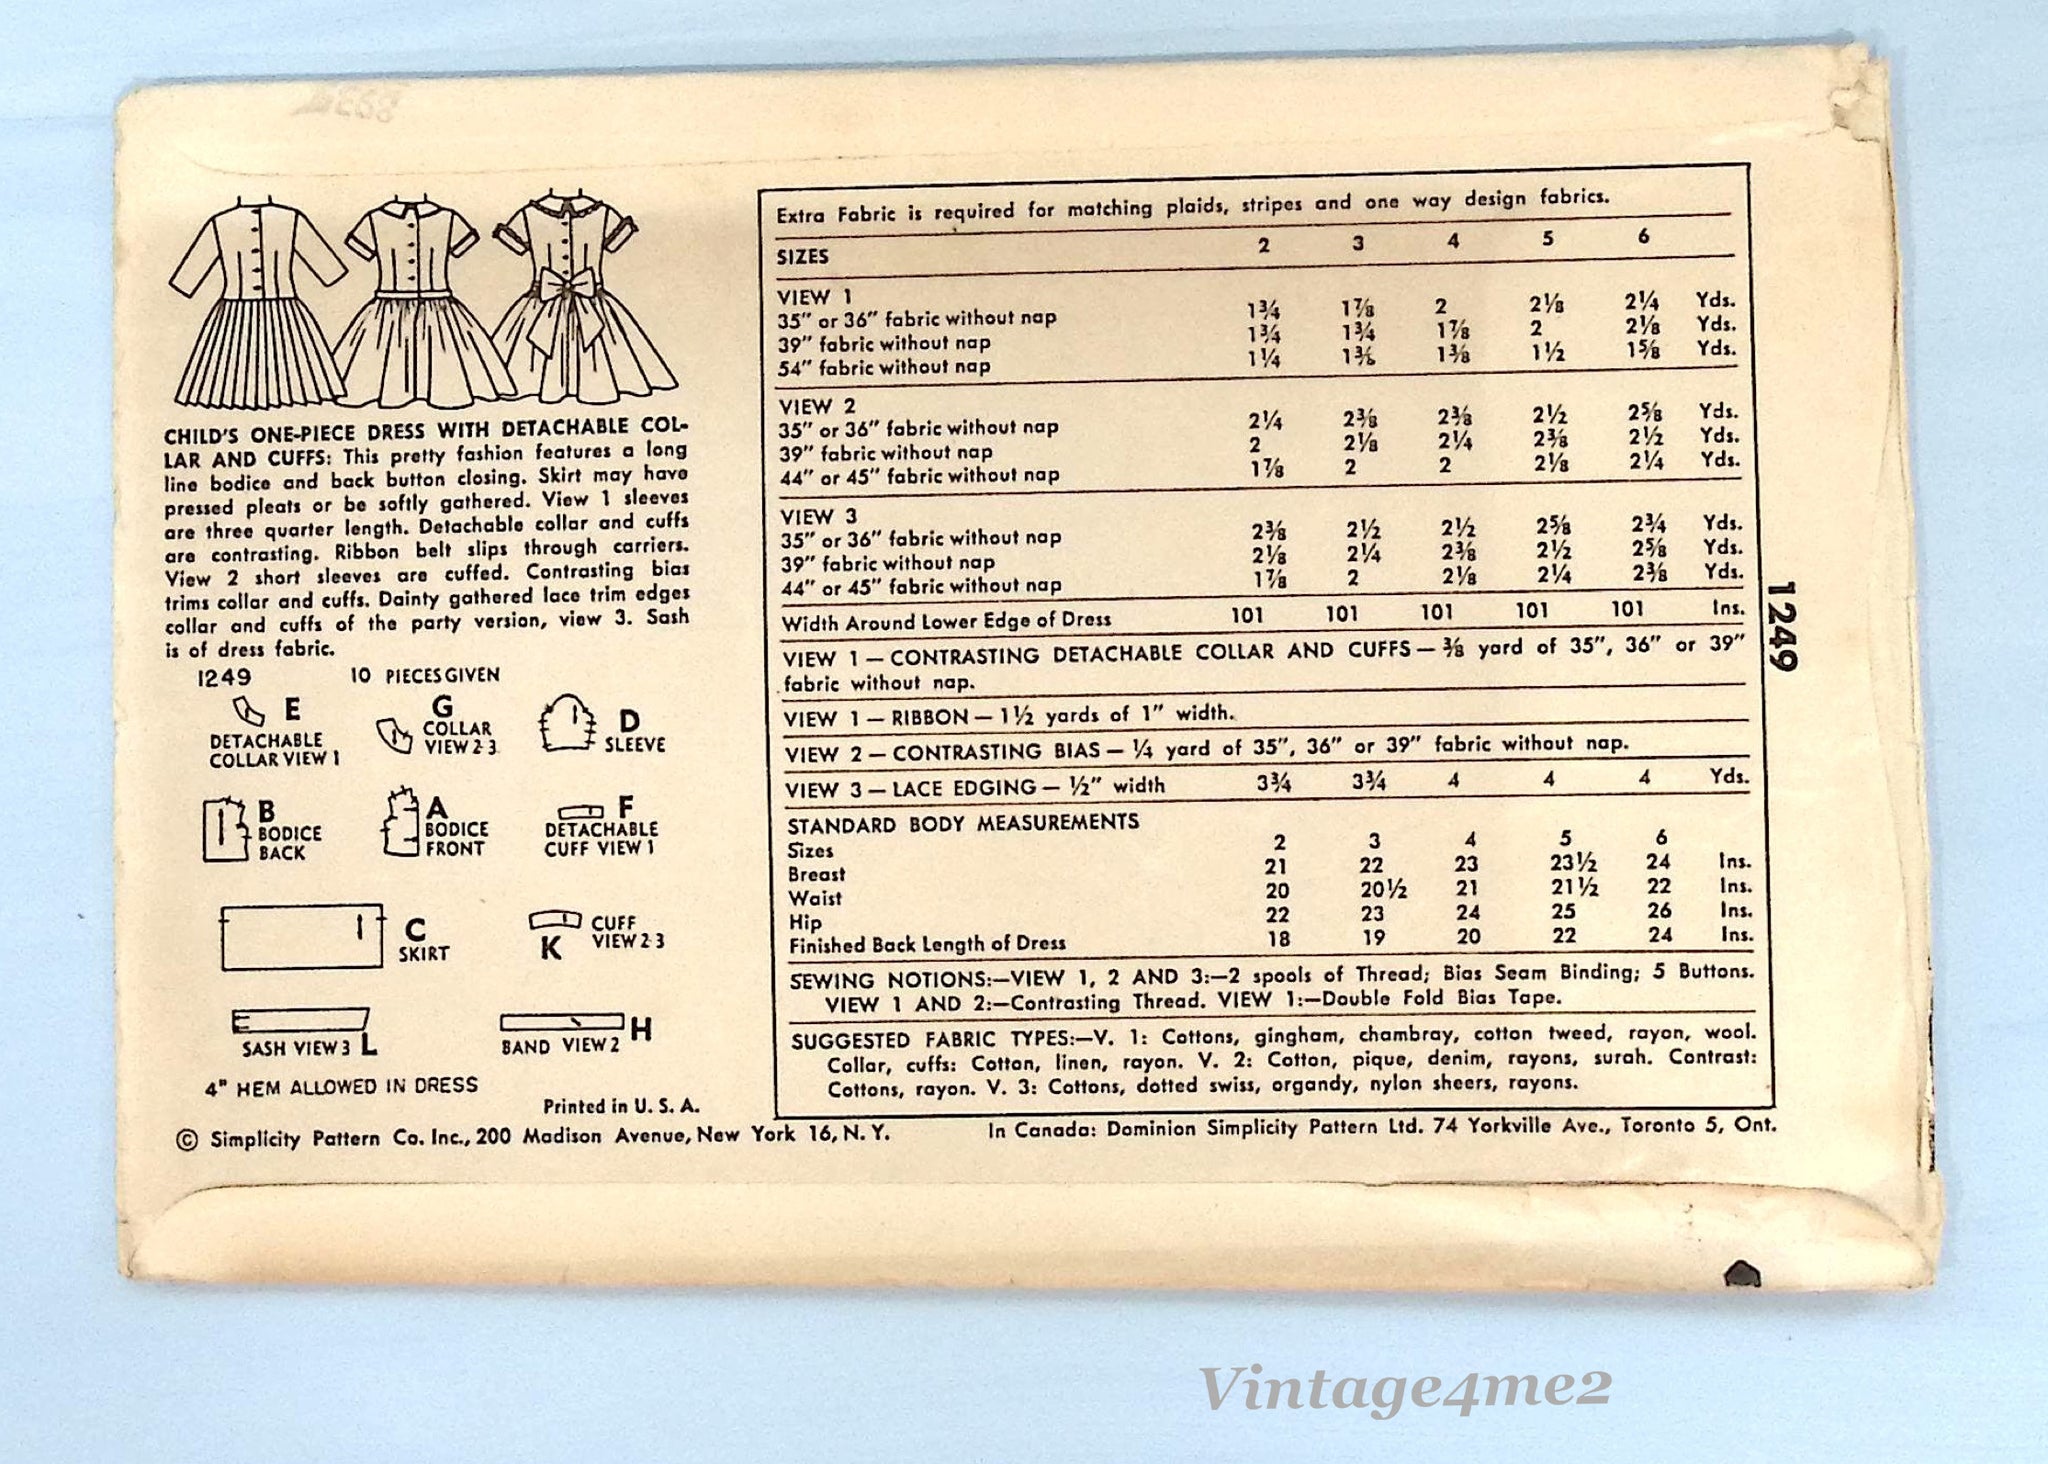 Extra Fabric is required for matching plaids, stripes and one way design fabrics.
SIZES 2 3 4 5 6
VIEW 1
35" or 36" fabric without nap 1¾ 1⅞ 2 2⅛ 2¼ Yds.
39" fabric without nap 1¾ 1¾ 1⅞ 2 2⅛ Yds.
54" fabric without nap 1¼ 1⅜ 1⅜ 1½ 1⅝ Yds.
VIEW 2
35" or 36" fabric without nap 2¼ 2⅜ 2⅜ 2½ 2⅝ Yds.
39" fabric without nap 2 2⅛ 2¼ 2⅜ 2½ Yds.
44" or 45" fabric without nap 1⅞ 2 2 2⅛ 2¼ Yds.
VIEW 3
35" or 36" fabric without nap 2⅜ 2½ 2½ 2⅝ 2¾ Yds.
39" fabric without nap 2⅛ 2¼ 2⅜ 2½ 2⅝ Yds.
44" or 45" fabric without nap 1⅞ 2 2⅛ 2¼ 2⅜ Yds.
Width Around Lower Edge of Dress 101 101 101 101 101 Ins.
VIEW 1—CONTRASTING DETACHABLE COLLAR AND CUFFS—⅜ yard of 35", 36" or 39"
fabric without nap.
VIEW 1—RIBBON—1½ yards of 1" width.
VIEW 2—CONTRASTING BIAS—¼ yard of 35", 36" or 39" fabric without nap.
VIEW 3—LACE EDGING—½" width 3¾ 3¾ 4 4 4 Yds.
STANDARD BODY MEASUREMENTS
Sizes 2 3 4 5 6
Breast 21 22 23 23½ 24 Ins.
Waist 20 20½ 21 21½ 22 Ins.
Hip 22 23 24 25 26 Ins.
Finished Back Length of Dress 18 19 20 22 24 Ins.
SEWING NOTIONS:—VIEW 1, 2 AND 3:—2 spools of Thread; Bias Seam Binding; 5 Buttons.
VIEW 1 AND 2:—Contrasting Thread. VIEW 1:—Double Fold Bias Tape.
SUGGESTED FABRIC TYPES:—V. 1: Cottons, gingham, chambray, cotton tweed, rayon, wool.
Collar, cuffs: Cotton, linen, rayon. V. 2: Cotton, pique, denim, rayons, surah. Contrast:
Cottons, rayon. V. 3: Cottons, dotted swiss, organdy, nylon sheers, rayons.
1249
CHILD'S ONE-PIECE DRESS WITH DETACHABLE COL-
LAR AND CUFFS: This pretty fashion features a long
line bodice and back button closing. Skirt may have
pressed pleats or be softly gathered. View 1 sleeves
are three quarter length. Detachable collar and cuffs
are contrasting. Ribbon belt slips through carriers.
View 2 short sleeves are cuffed. Contrasting bias
trims collar and cuffs. Dainty gathered lace trim edges
collar and cuffs of the party version, view 3. Sash
is of dress fabric.
1249 10 PIECES GIVEN
E
DETACHABLE
COLLAR VIEW 1
G
COLLAR
VIEW 2-3
D
SLEEVE
B
BODICE
BACK
A
BODICE
FRONT
F
DETACHABLE
CUFF VIEW 1
C
SKIRT
K
CUFF
VIEW 2-3
SASH VIEW 3 L
BAND VIEW 2 H
4" HEM ALLOWED IN DRESS
Printed in U. S. A.
© Simplicity Pattern Co. Inc., 200 Madison Avenue, New York 16, N. Y.
In Canada: Dominion Simplicity Pattern Ltd. 74 Yorkville Ave., Toronto 5, Ont.
Vintage4me2